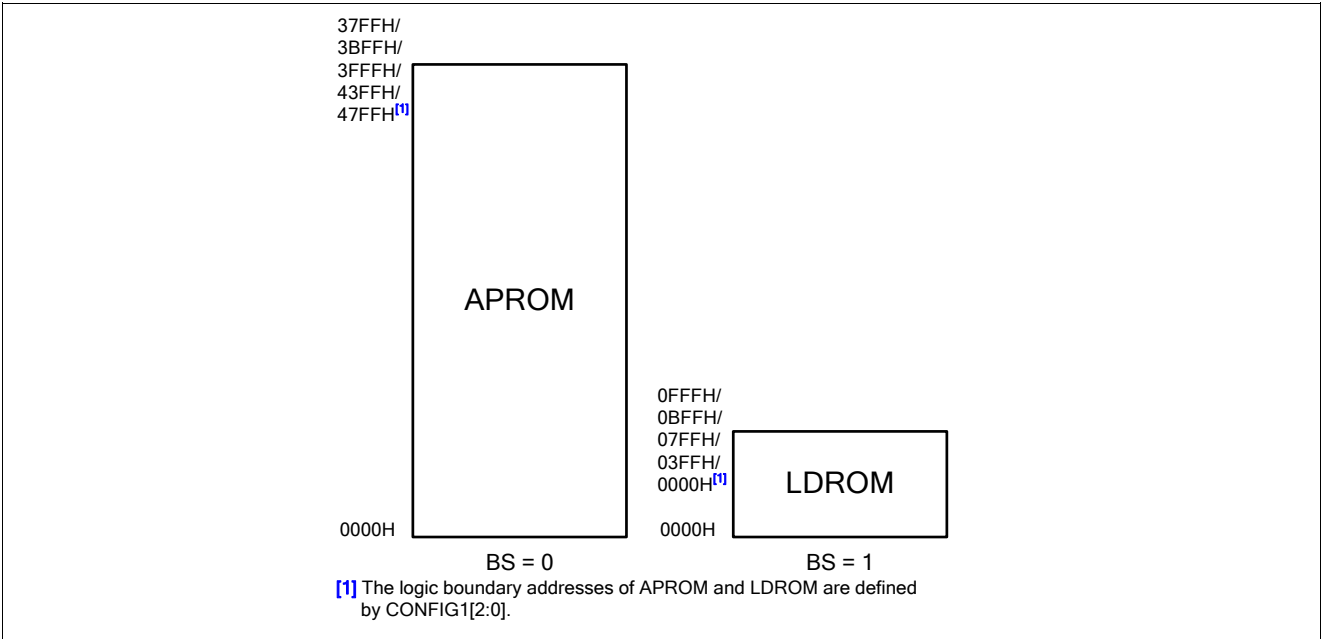 37FFH/
3BFFH/
3FFFH/
43FFH/
47FFH[1]
APROM
0000H
BS = 0
0FFFH/
0BFFH/
07FFH/
03FFH/
0000H[1]
LDROM
0000H
BS = 1
[1] The logic boundary addresses of APROM and LDROM are defined
by CONFIG1[2:0].